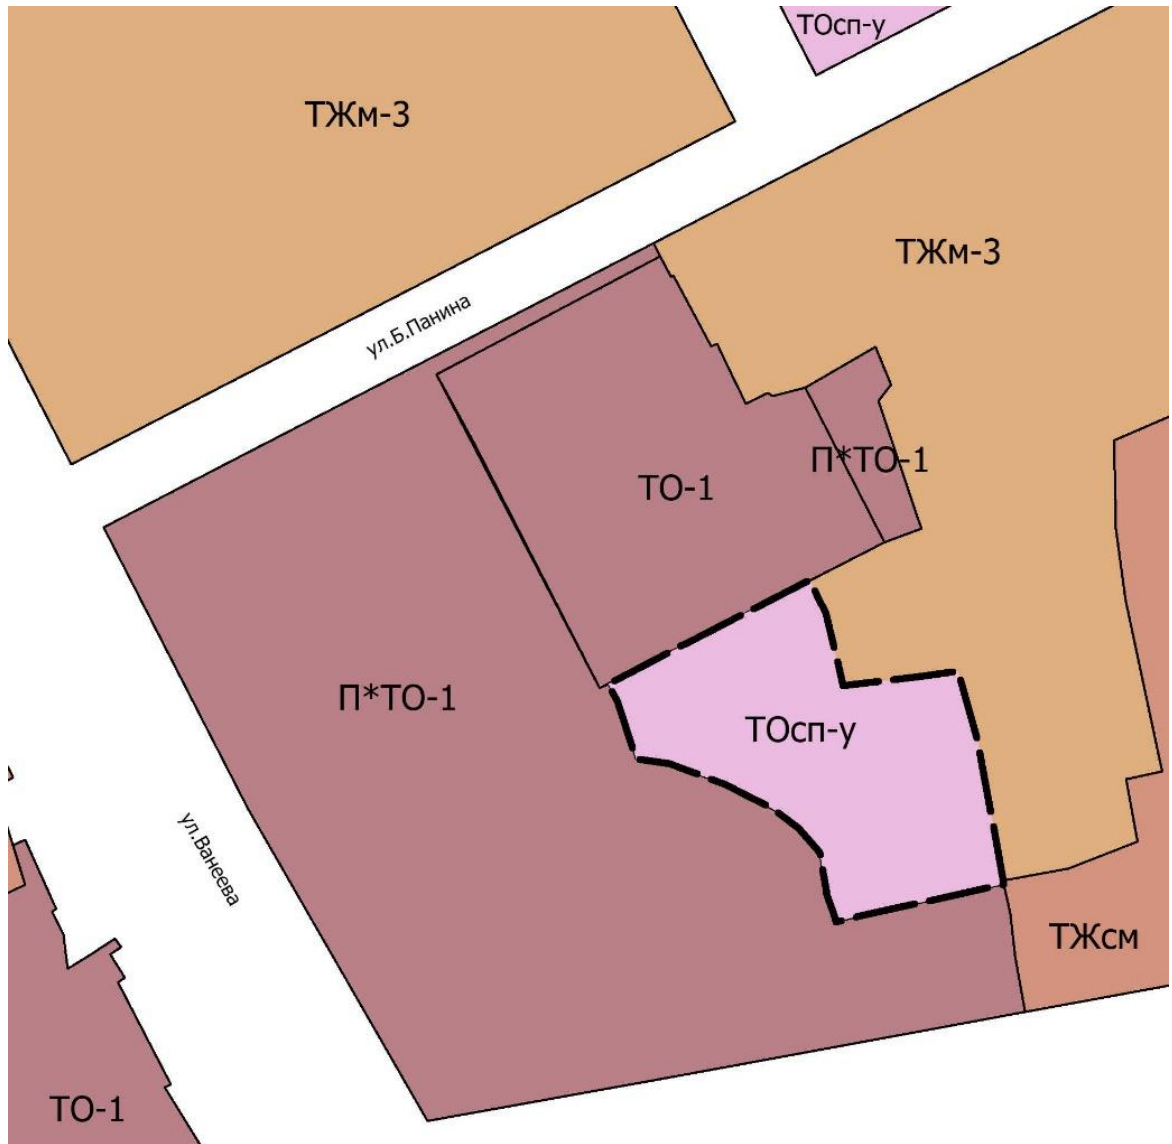 ТОсп-у
ТЖм-3
ТЖм-3
ул.Б.Панина
П*ТО-1
ТО-1
П*ТО-1
ТОсп-у
ул.Ванеева
ТЖсм
ТО-1